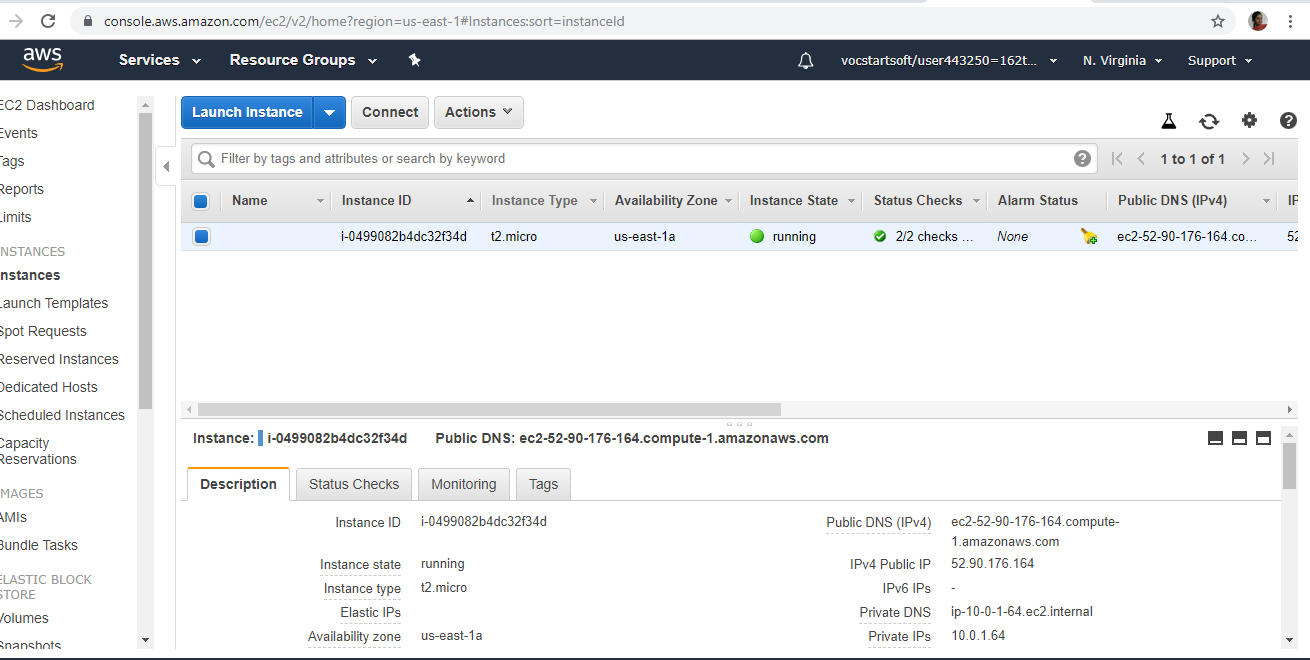 console.aws.amazon.com/ec2/v2/home?region=us-east-1#Instances:sort=instanceId
aws Services Resource Groups vocstartsoft/user443250=162t... N. Virginia Support
EC2 Dashboard
Events
Tags
Reports
Limits
INSTANCES
Instances
Launch Templates
Spot Requests
Reserved Instances
Dedicated Hosts
Scheduled Instances
Capacity
Reservations
IMAGES
AMIs
Bundle Tasks
ELASTIC BLOCK
STORE
Volumes
Snapshots
Launch Instance Connect Actions
Filter by tags and attributes or search by keyword 1 to 1 of 1
Name Instance ID Instance Type Availability Zone Instance State Status Checks Alarm Status Public DNS (IPv4) IP
i-0499082b4dc32f34d t2.micro us-east-1a running 2/2 checks ... None ec2-52-90-176-164.co... 52
Instance: i-0499082b4dc32f34d Public DNS: ec2-52-90-176-164.compute-1.amazonaws.com
Description Status Checks Monitoring Tags
Instance ID i-0499082b4dc32f34d
Instance state running
Instance type t2.micro
Elastic IPs
Availability zone us-east-1a
Public DNS (IPv4) ec2-52-90-176-164.compute-
1.amazonaws.com
IPv4 Public IP 52.90.176.164
IPv6 IPs -
Private DNS ip-10-0-1-64.ec2.internal
Private IPs 10.0.1.64